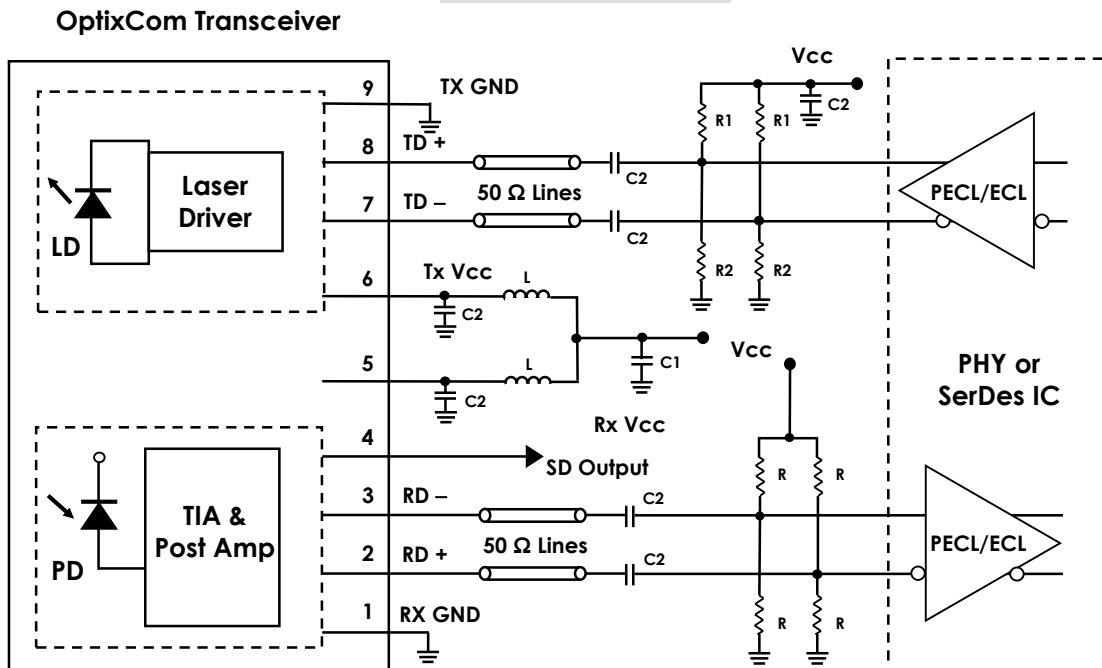 OptixCom Transceiver
Vcc
9
TX GND
C2
R1
R1
8
TD +
C2
Laser
Driver
50 Ω Lines
PECL/ECL
7
TD −
C2
LD
R2
R2
6
Tx Vcc
L
C2
C1
Vcc
5
L
C2
PHY or
SerDes IC
Rx Vcc
4
SD Output
R
R
3
RD −
C2
TIA &
Post Amp
50 Ω Lines
PECL/ECL
2
RD +
C2
PD
1
RX GND
R
R